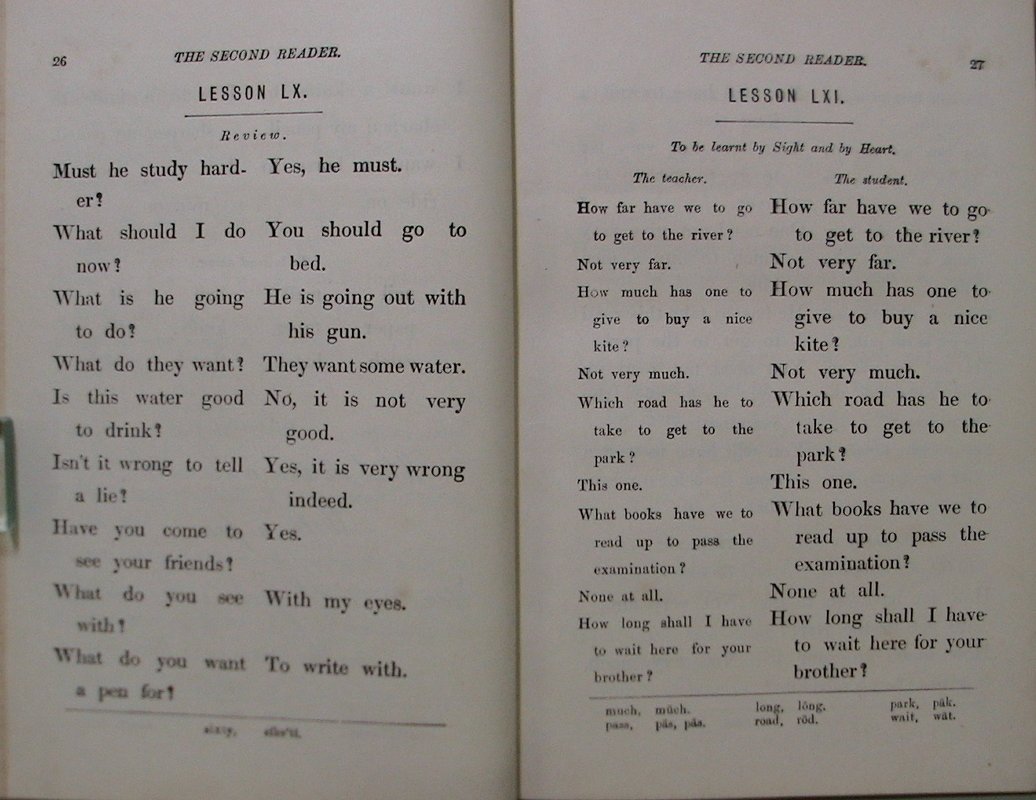 26
THE SECOND READER.
LESSON LX.
Review.
Must he study hard-
er?
Yes, he must.
What should I do
now?
You should go to
bed.
What is he going
to do?
He is going out with
his gun.
What do they want?
They want some water.
Is this water good
to drink?
No, it is not very
good.
Isn't it wrong to tell
a lie?
Yes, it is very wrong
indeed.
Have you come to
see your friends?
Yes.
What do you see
with?
With my eyes.
What do you want
a pen for?
To write with.
THE SECOND READER.
27
LESSON LXI.
To be learnt by Sight and by Heart.
The teacher.
How far have we to go
to get to the river?
Not very far.
How much has one to
give to buy a nice
kite?
Not very much.
Which road has he to
take to get to the
park?
This one.
What books have we to
read up to pass the
examination?
None at all.
How long shall I have
to wait here for your
brother?
The student.
How far have we to go
to get to the river?
Not very far.
How much has one to
give to buy a nice
kite?
Not very much.
Which road has he to
take to get to the
park?
This one.
What books have we to
read up to pass the
examination?
None at all.
How long shall I have
to wait here for your
brother?
much, mŭch. long, lŏng. park, päk.
pass, päs, pȧs. road, rōd. wait, wāt.